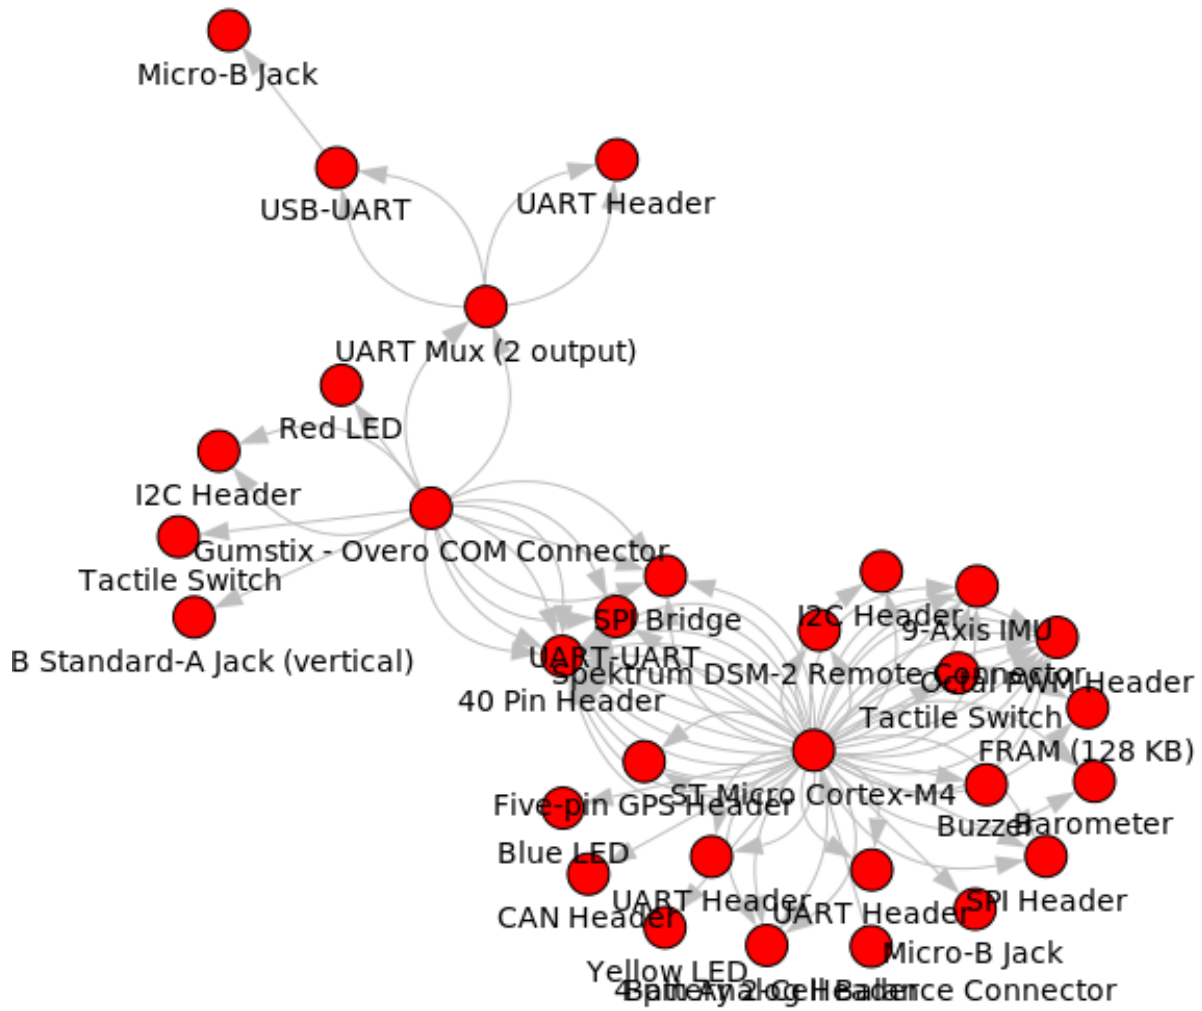 Micro-B Jack
USB-UART
UART Header
UART Mux (2 output)
Red LED
I2C Header
Gumstix - Overo COM Connector
Tactile Switch
B Standard-A Jack (vertical)
SPI Bridge
I2C Header
9-Axis IMU
UART-UART
Spektrum DSM-2 Remote Connector
Octal PWM Header
40 Pin Header
Tactile Switch
FRAM (128 KB)
ST Micro Cortex-M4
Five-pin GPS Header
Buzzer
Barometer
Blue LED
UART Header
SPI Header
CAN Header
UART Header
Micro-B Jack
Yellow LED
Battery 2-Cell Balance Connector